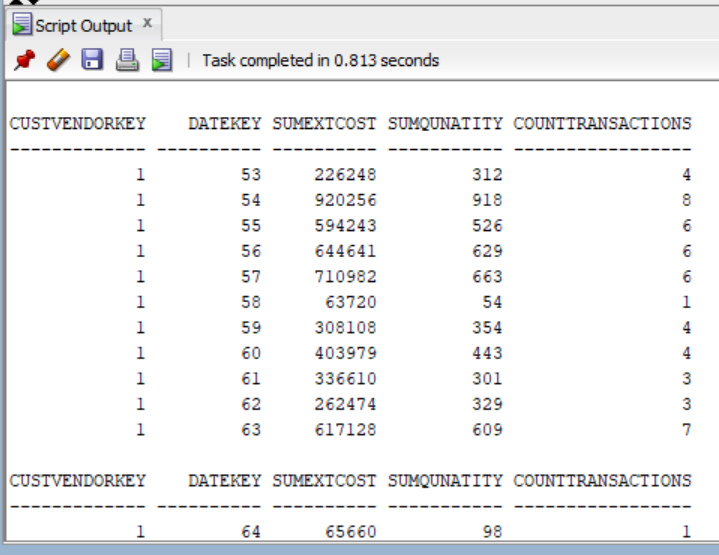 Script Output x
Task completed in 0.813 seconds
CUSTVENDORKEY DATEKEY SUMEXTCOST SUMQUNATITY COUNTTRANSACTIONS
------------- ---------- ---------- ----------- -----------------
1 53 226248 312 4
1 54 920256 918 8
1 55 594243 526 6
1 56 644641 629 6
1 57 710982 663 6
1 58 63720 54 1
1 59 308108 354 4
1 60 403979 443 4
1 61 336610 301 3
1 62 262474 329 3
1 63 617128 609 7
CUSTVENDORKEY DATEKEY SUMEXTCOST SUMQUNATITY COUNTTRANSACTIONS
------------- ---------- ---------- ----------- -----------------
1 64 65660 98 1